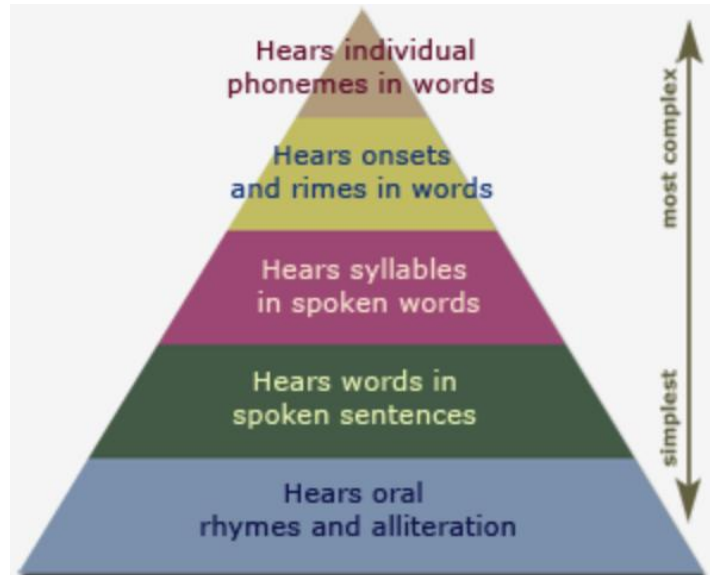 Hears individual
phonemes in words
Hears onsets
and rimes in words
Hears syllables
in spoken words
Hears words in
spoken sentences
Hears oral
rhymes and alliteration
most complex
simplest